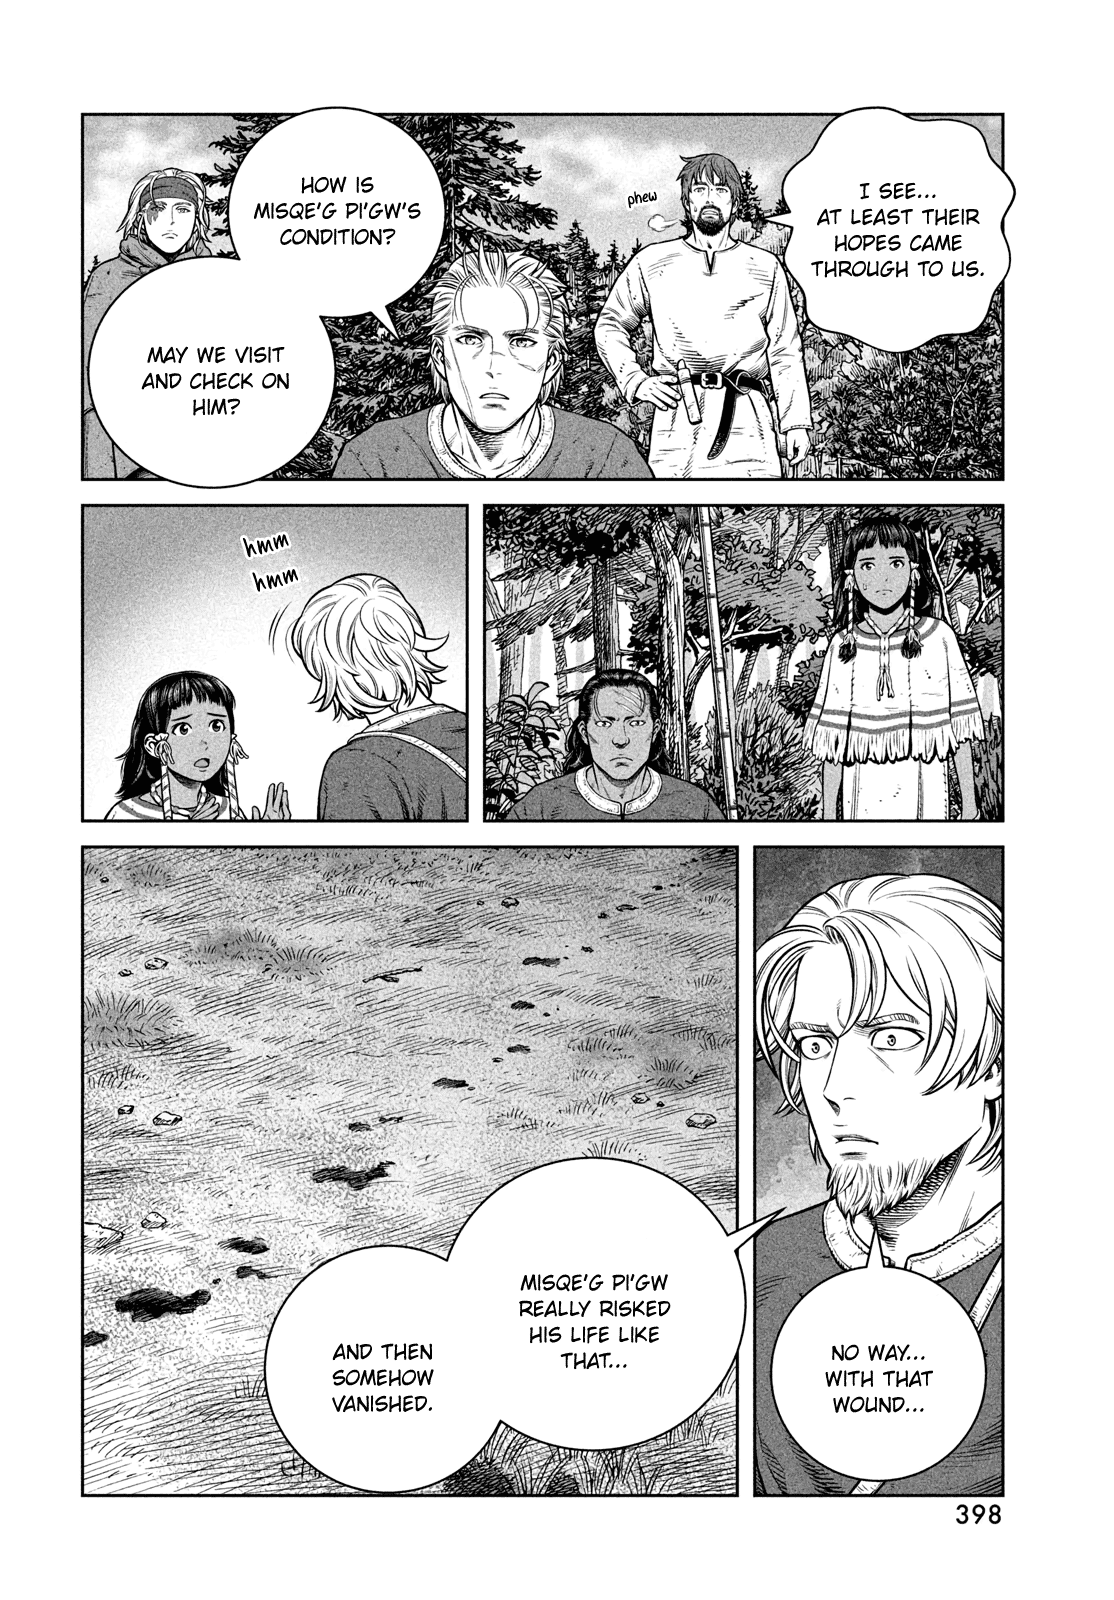 I SEE...
AT LEAST THEIR
HOPES CAME
THROUGH TO US.
phew
HOW IS
MISQE'G PI'GW'S
CONDITION?
MAY WE VISIT
AND CHECK ON
HIM?
hmm
hmm
NO WAY...
WITH THAT
WOUND...
MISQE'G PI'GW
REALLY RISKED
HIS LIFE LIKE
THAT...
AND THEN
SOMEHOW
VANISHED.
398